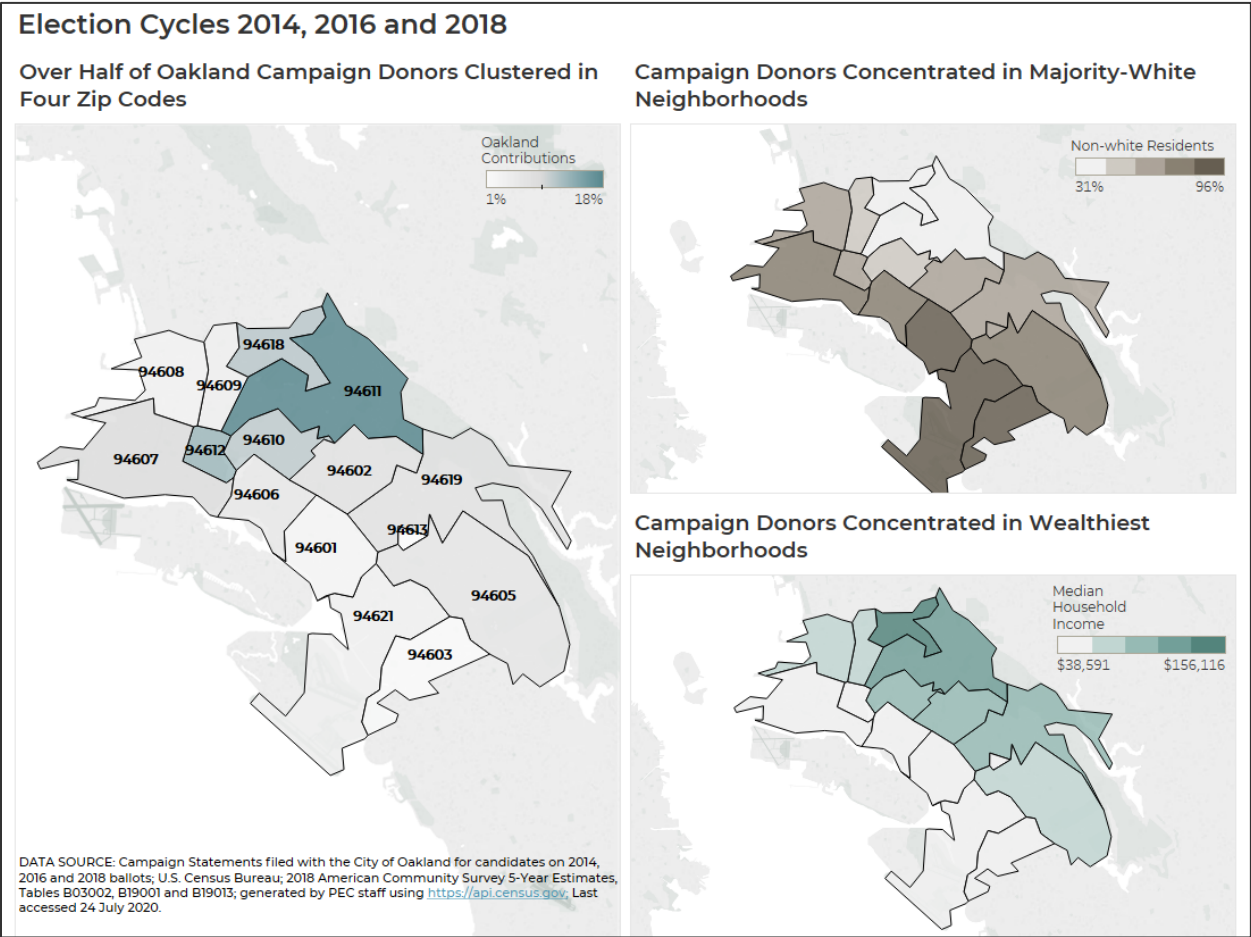 Election Cycles 2014, 2016 and 2018
Over Half of Oakland Campaign Donors Clustered in
Four Zip Codes
Oakland
Contributions
1%
18%
94618
94608
94609
94611
94612
94610
94607
94602
94619
94606
94613
94601
94605
94621
94603
DATA SOURCE: Campaign Statements filed with the City of Oakland for candidates on 2014,
2016 and 2018 ballots; U.S. Census Bureau; 2018 American Community Survey 5-Year Estimates,
Tables B03002, B19001 and B19013; generated by PEC staff using https://api.census.gov; Last
accessed 24 July 2020.
Campaign Donors Concentrated in Majority-White
Neighborhoods
Non-white Residents
31%
96%
Campaign Donors Concentrated in Wealthiest
Neighborhoods
Median
Household
Income
$38,591
$156,116